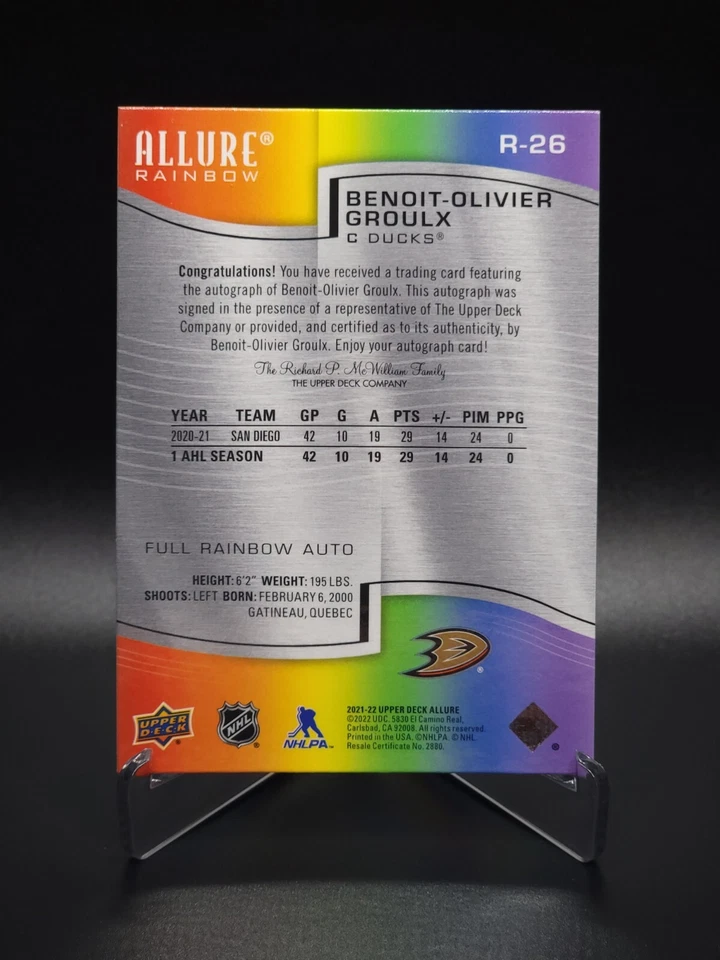 ALLURE®
RAINBOW
R-26
BENOIT-OLIVIER
GROULX
C DUCKS®
Congratulations! You have received a trading card featuring
the autograph of Benoit-Olivier Groulx. This autograph was
signed in the presence of a representative of The Upper Deck
Company or provided, and certified as to its authenticity, by
Benoit-Olivier Groulx. Enjoy your autograph card!
The Richard P. McWilliam Family
THE UPPER DECK COMPANY
YEAR TEAM GP G A PTS +/- PIM PPG
2020-21 SAN DIEGO 42 10 19 29 14 24 0
1 AHL SEASON 42 10 19 29 14 24 0
FULL RAINBOW AUTO
HEIGHT: 6'2" WEIGHT: 195 LBS.
SHOOTS: LEFT BORN: FEBRUARY 6, 2000
GATINEAU, QUEBEC
UPPER
DECK
NHL
NHLPA
2021-22 UPPER DECK ALLURE
©2022 UDC. 5830 El Camino Real,
Carlsbad, CA 92008. All rights reserved.
Printed in the USA. ©NHLPA. © NHL.
Resale Certificate No. 2880.